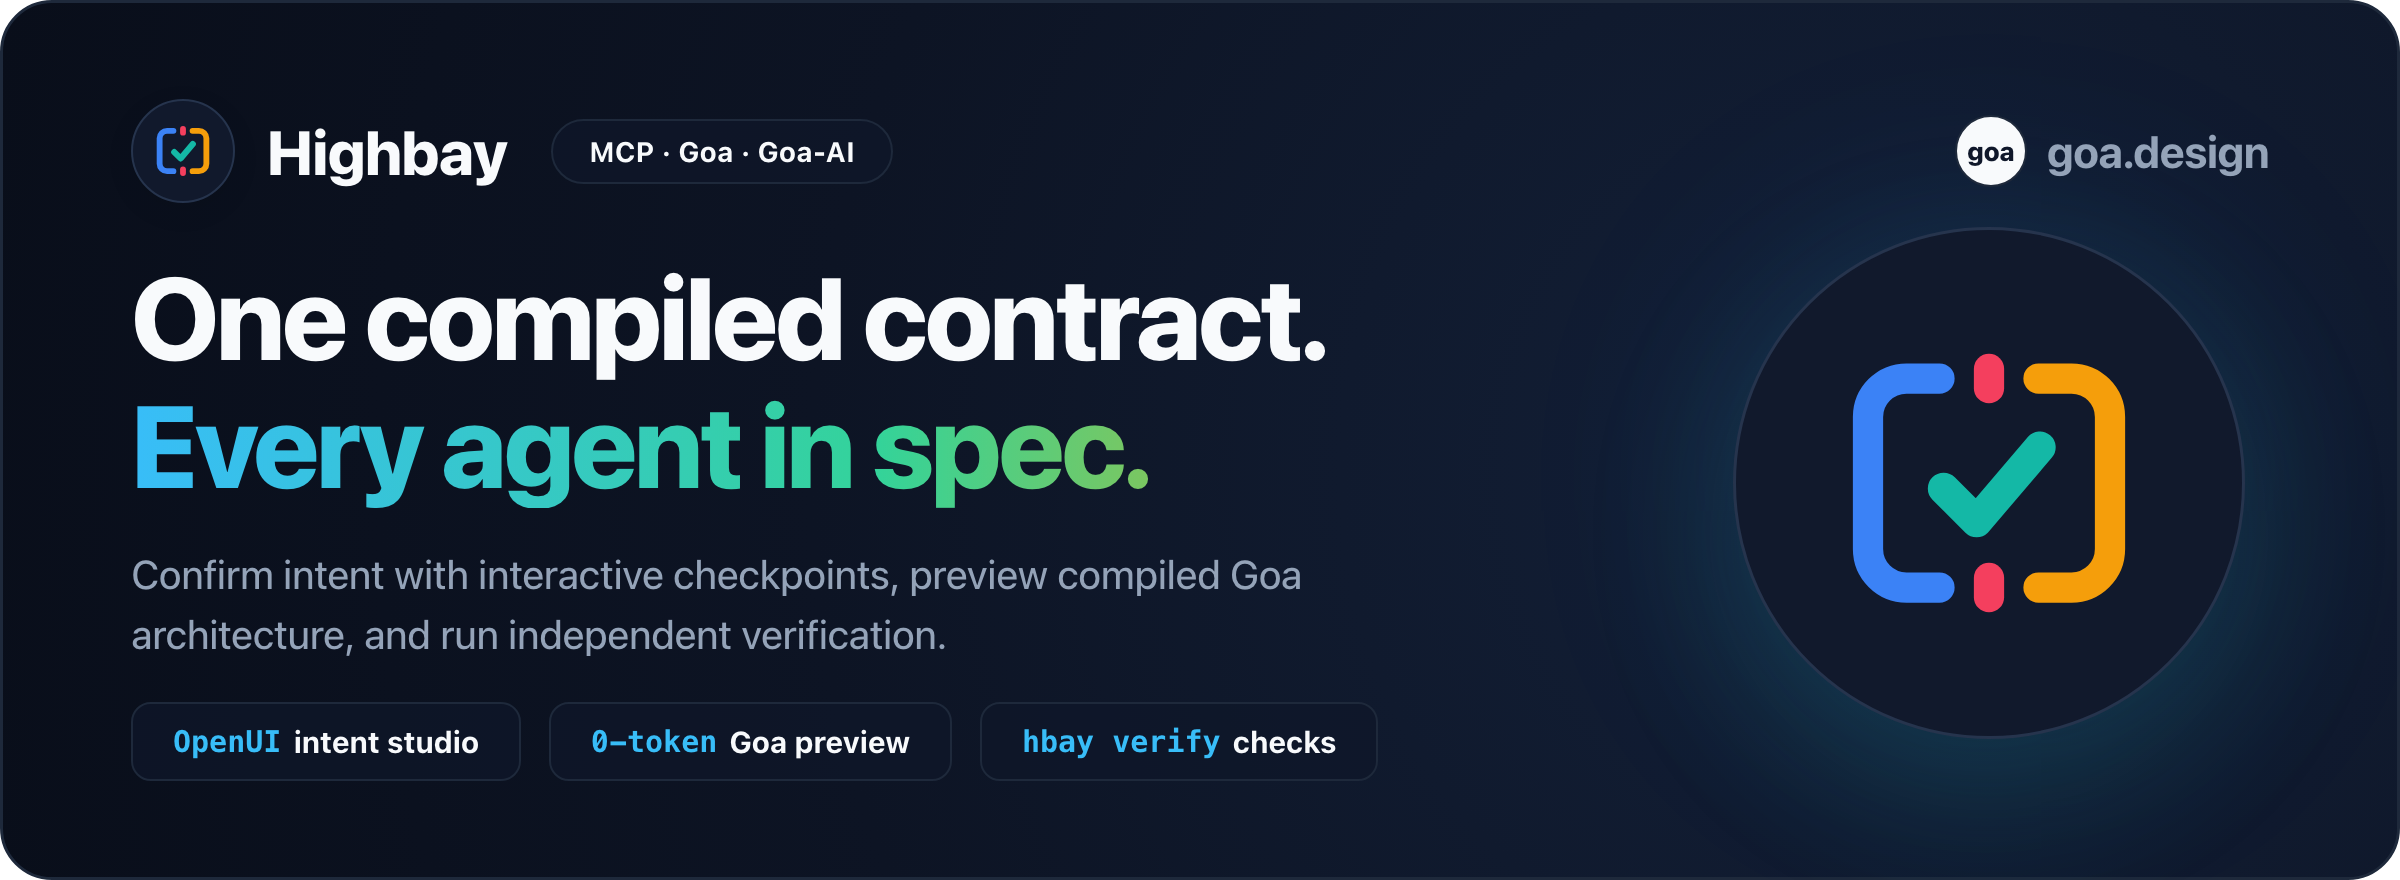 Highbay
MCP · Goa · Goa-AI
goa
goa.design
One compiled contract.
Every agent in spec.
Confirm intent with interactive checkpoints, preview compiled Goa
architecture, and run independent verification.
OpenUI intent studio
0-token Goa preview
hbay verify checks